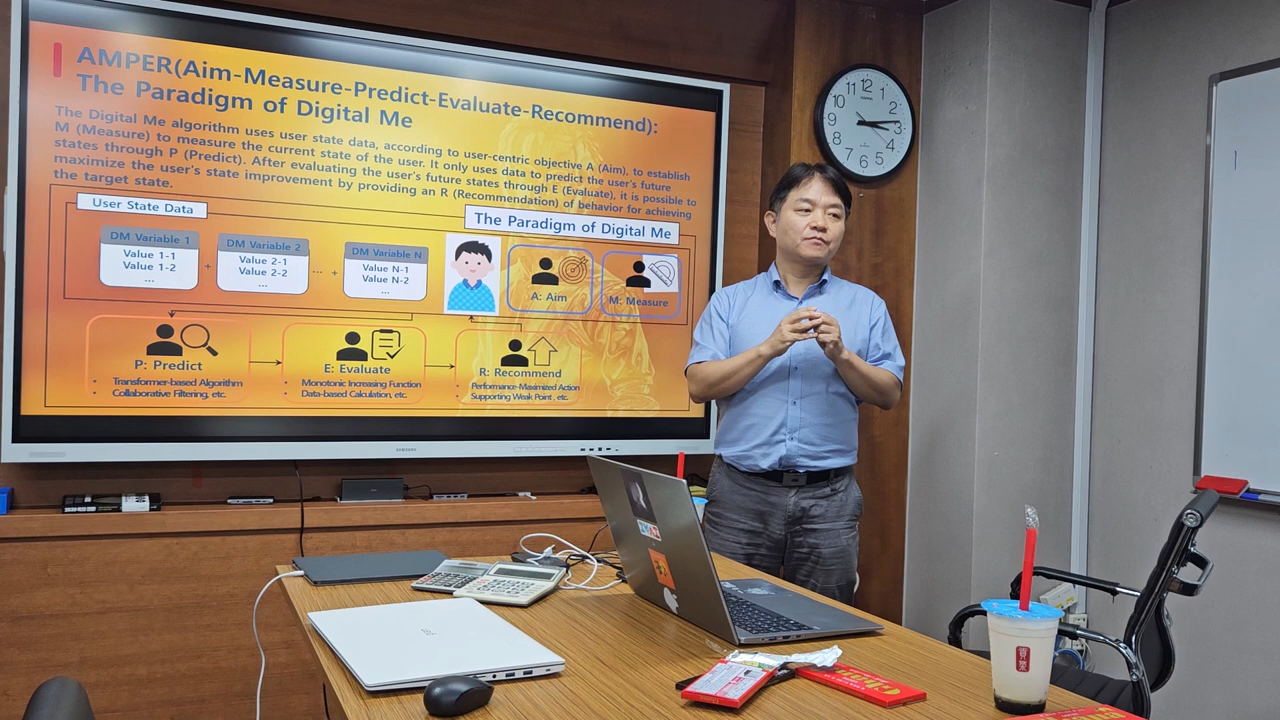 AMPER(Aim-Measure-Predict-Evaluate-Recommend):
The Paradigm of Digital Me
The Digital Me algorithm uses user state data, according to user-centric objective A (Aim), to establish
M (Measure) to measure the current state of the user. It only uses data to predict the user's future
states through P (Predict). After evaluating the user's future states through E (Evaluate), it is possible to
maximize the user's state improvement by providing an R (Recommendation) of behavior for achieving
the target state.
User State Data
The Paradigm of Digital Me
DM Variable 1
Value 1-1
Value 1-2
...
+
DM Variable 2
Value 2-1
Value 2-2
...
... +
DM Variable N
Value N-1
Value N-2
...
A: Aim
M: Measure
P: Predict
• Transformer-based Algorithm
Collaborative Filtering, etc.
E: Evaluate
• Monotonic Increasing Function
• Data-based Calculation, etc.
R: Recommend
• Performance-Maximized Action
Supporting Weak Point , etc.
SAMSUNG
12
1
2
3
4
5
6
7
8
9
10
11